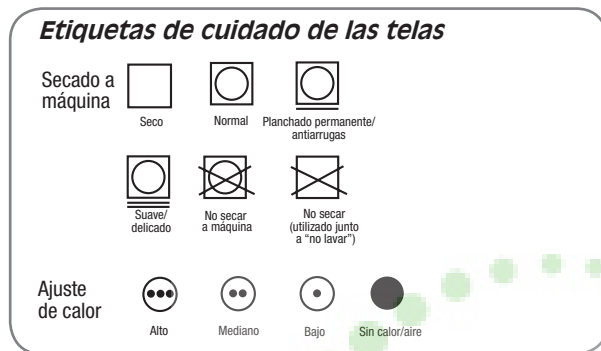 Etiquetas de cuidado de las telas
Secado a
máquina
Seco
Normal
Planchado permanente/
antiarrugas
Suave/
delicado
No secar
a máquina
No secar
(utilizado junto
a “no lavar”)
Ajuste
de calor
Alto
Mediano
Bajo
Sin calor/aire